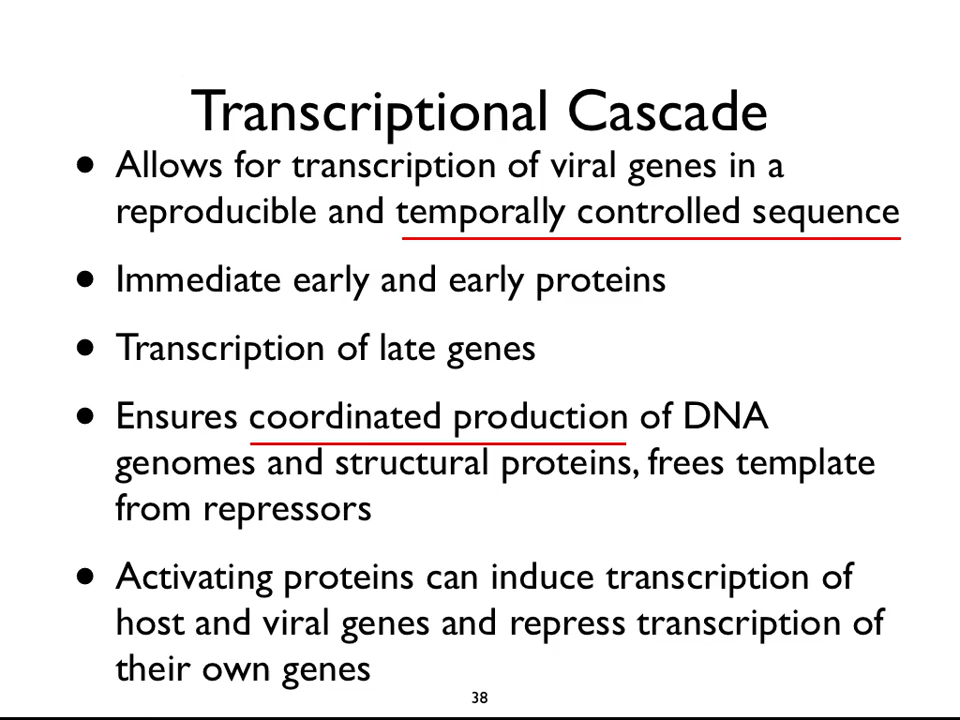 Transcriptional Cascade
• Allows for transcription of viral genes in a
reproducible and temporally controlled sequence
• Immediate early and early proteins
• Transcription of late genes
• Ensures coordinated production of DNA
genomes and structural proteins, frees template
from repressors
• Activating proteins can induce transcription of
host and viral genes and repress transcription of
their own genes
38